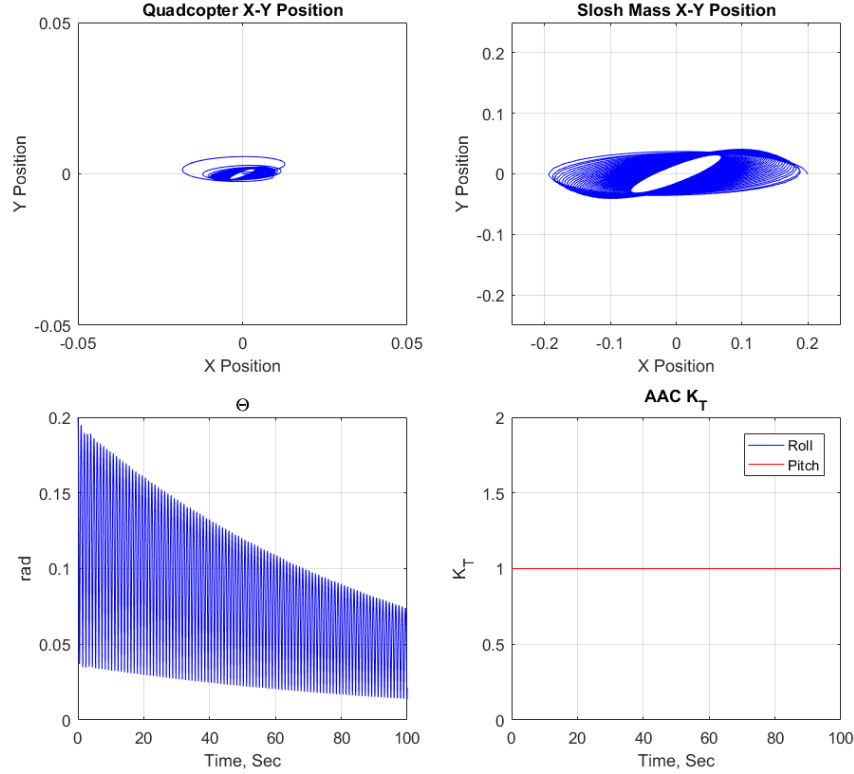 Quadcopter X-Y Position
0.05
0
-0.05
Y Position
-0.05
0
0.05
X Position
Slosh Mass X-Y Position
0.2
0.1
0
-0.1
-0.2
Y Position
-0.2
-0.1
0
0.1
0.2
X Position
Θ
0.2
0.15
0.1
0.05
0
rad
0
20
40
60
80
100
Time, Sec
AAC K_T
2
1.5
1
0.5
0
K_T
Roll
Pitch
0
20
40
60
80
100
Time, Sec